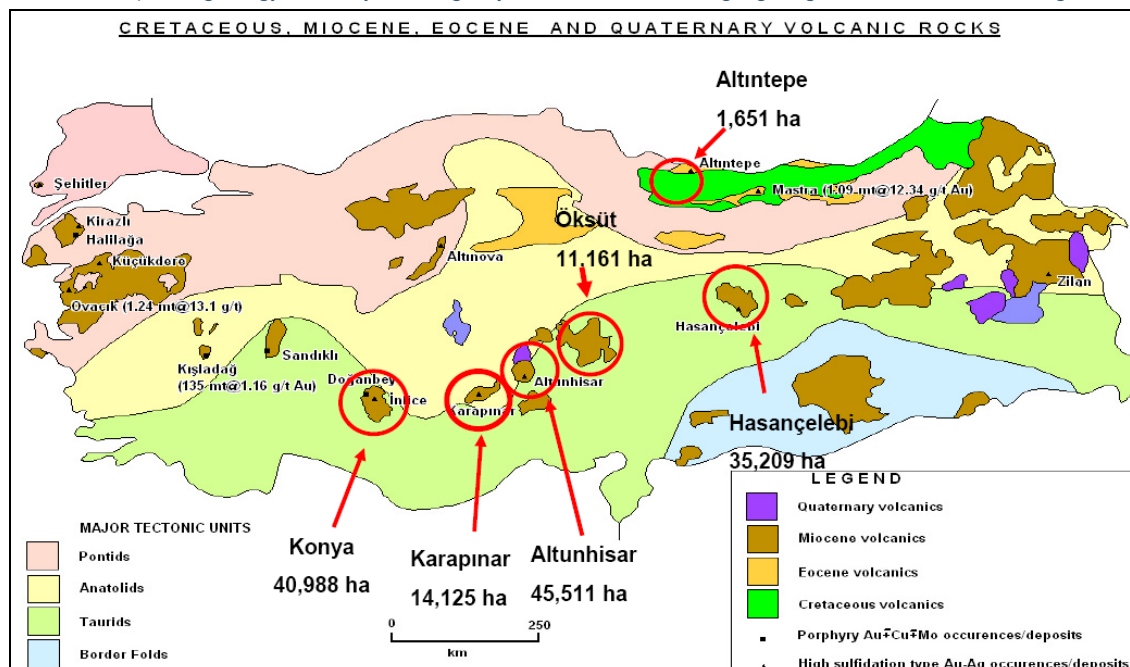 CRETACEOUS, MIOCENE, EOCENE AND QUATERNARY VOLCANIC ROCKS
Altıntepe
1,651 ha
Şehitler
Altıntepe
Mastra (1.09 mt@12.34 g/t Au)
Kirazlı
Halilağa
Öksüt
11,161 ha
Küçükdere
Altınova
Ovacık (1.24 mt@13.1 g/t)
Zilan
Hasançelebi
Sandıklı
Kışladağ
(135 mt@1.16 g/t Au)
Doğanbey
İnlice
Karapınar
Altunhisar
Hasançelebi
35,209 ha
LEGEND
Quaternary volcanics
Miocene volcanics
Eocene volcanics
Cretaceous volcanics
Porphyry Au∓Cu∓Mo occurences/deposits
High sulfidation type Au-Ag occurences/deposits
MAJOR TECTONIC UNITS
Pontids
Anatolids
Taurids
Border Folds
Konya
40,988 ha
Karapınar
14,125 ha
Altunhisar
45,511 ha
0 250
km